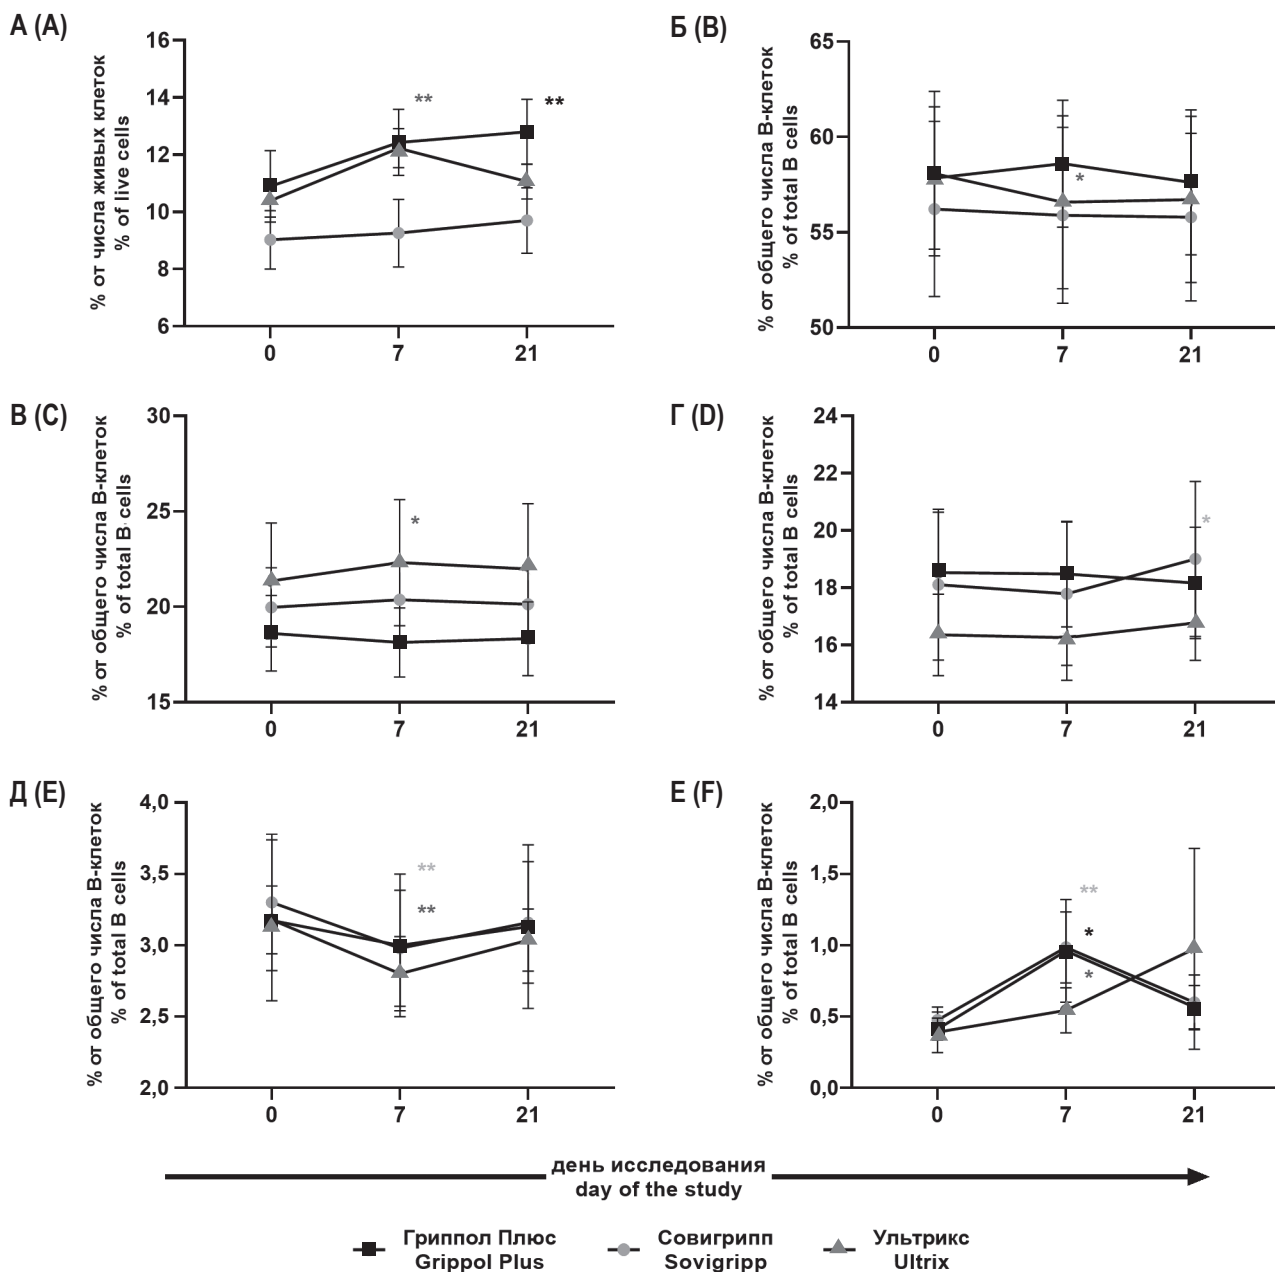 А (A)
% от числа живых клеток
% of live cells
16
14
12
10
8
6
**
**
0
7
21
Б (B)
% от общего числа В-клеток
% of total B cells
65
60
55
50
*
0
7
21
В (C)
% от общего числа В-клеток
% of total B cells
30
25
20
15
*
0
7
21
Г (D)
% от общего числа В-клеток
% of total B cells
24
22
20
18
16
14
*
0
7
21
Д (E)
% от общего числа В-клеток
% of total B cells
4,0
3,5
3,0
2,5
2,0
**
**
0
7
21
Е (F)
% от общего числа В-клеток
% of total B cells
2,0
1,5
1,0
0,5
0,0
**
*
*
0
7
21
день исследования
day of the study
Гриппол Плюс
Grippol Plus
Совигрипп
Sovigripp
Ультрикс
Ultrix